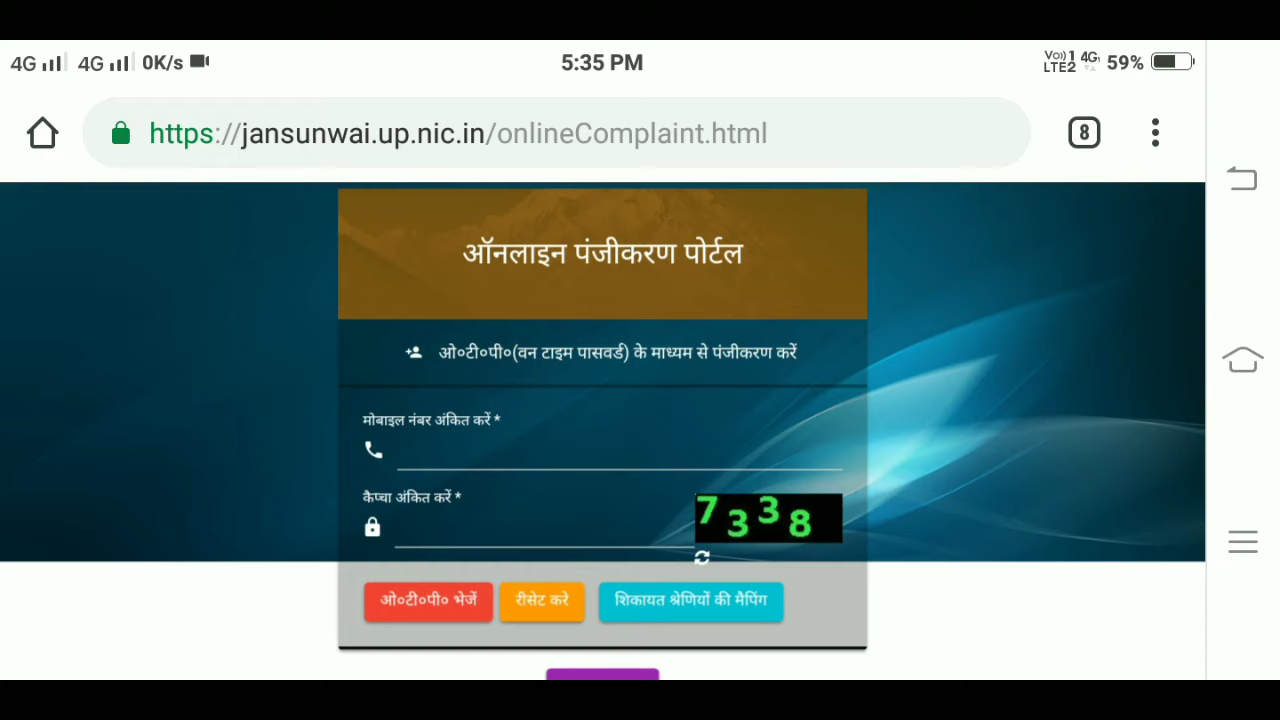 4G 4G 0K/s 5:35 PM Vo)) 1 4G 59%
LTE2
https://jansunwai.up.nic.in/onlineComplaint.html 8
ऑनलाइन पंजीकरण पोर्टल
ओ०टी०पी०(वन टाइम पासवर्ड) के माध्यम से पंजीकरण करें
मोबाइल नंबर अंकित करें *
कैप्चा अंकित करें *
7338
ओ०टी०पी० भेजें रीसेट करे शिकायत श्रेणियों की मैपिंग